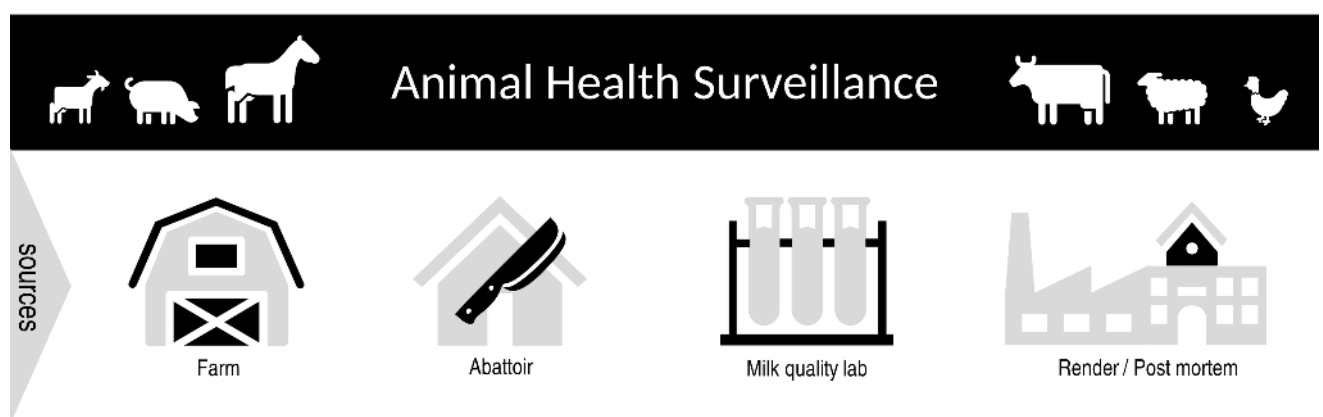 Animal Health Surveillance
sources
Farm
Abattoir
Milk quality lab
Render / Post mortem